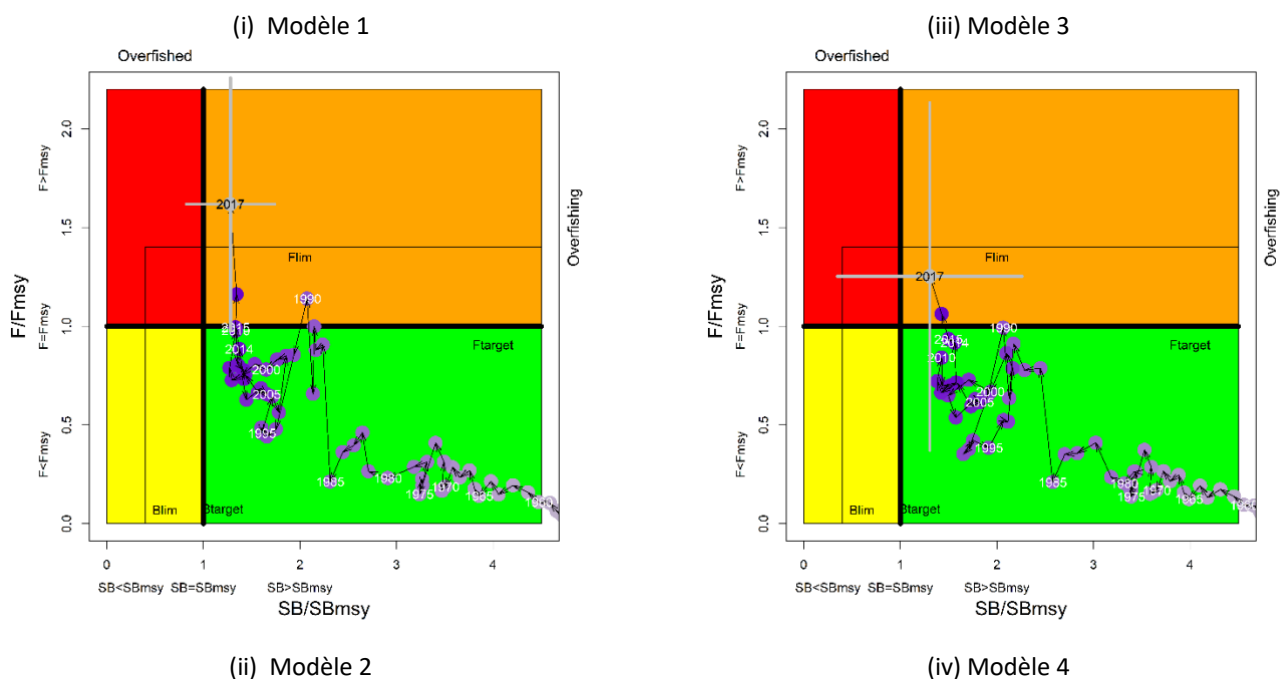 (i) Modèle 1
Overfished
2.0
1.5
1.0
0.5
0.0
F/Fmsy
F>Fmsy
F=Fmsy
F<Fmsy
2017
Flim
1990
2014
2000
2005
1995
Ftarget
1985
1980
1975
1970
1965
1960
Blim
Btarget
Overfishing
0 1 2 3 4
SB<SBmsy SB=SBmsy SB>SBmsy
SB/SBmsy
(iii) Modèle 3
Overfished
2.0
1.5
1.0
0.5
0.0
F/Fmsy
F>Fmsy
F=Fmsy
F<Fmsy
2017
Flim
1990
2014
2010
2000
2005
1995
Ftarget
1985
1980
1975
1970
1965
Blim
Btarget
Overfishing
0 1 2 3 4
SB<SBmsy SB=SBmsy SB>SBmsy
SB/SBmsy
(ii) Modèle 2
(iv) Modèle 4